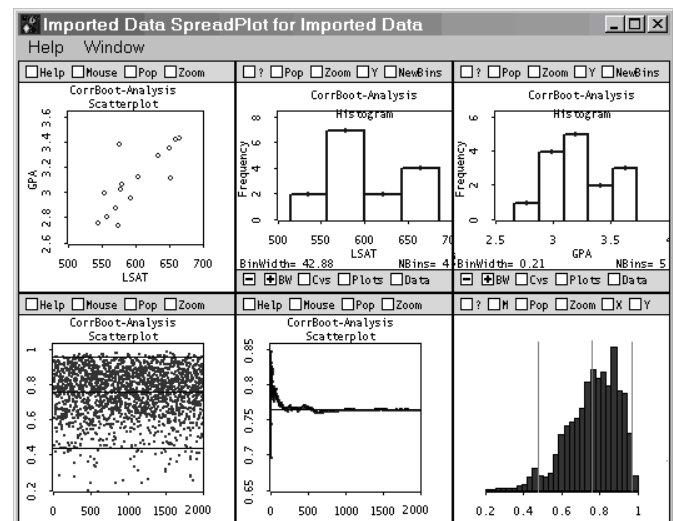 Imported Data SpreadPlot for Imported Data
Help Window
Help Mouse Pop Zoom
CorrBoot-Analysis
Scatterplot
GPA
2.6 2.8 3 3.2 3.4 3.6
500 550 600 650 700
LSAT
? Pop Zoom Y NewBins
CorrBoot-Analysis
Histogram
Frequency
0 2 4 6 8
500 550 600 650
LSAT
BinWidth= 42.88 NBins= 4
BW Cvs Plots Data
? Pop Zoom Y NewBins
CorrBoot-Analysis
Histogram
Frequency
0 2 4 6 8
2.5 3 3.5 4
GPA
BinWidth= 0.21 NBins= 5
BW Cvs Plots Data
Help Mouse Pop Zoom
CorrBoot-Analysis
Scatterplot
0.2 0.4 0.6 0.8 1
0 500 1000 1500 2000
Help Mouse Pop Zoom
CorrBoot-Analysis
Scatterplot
0.65 0.7 0.75 0.8 0.85
0 500 1000 1500 2000
? M Pop Zoom X Y
0.2 0.4 0.6 0.8 1